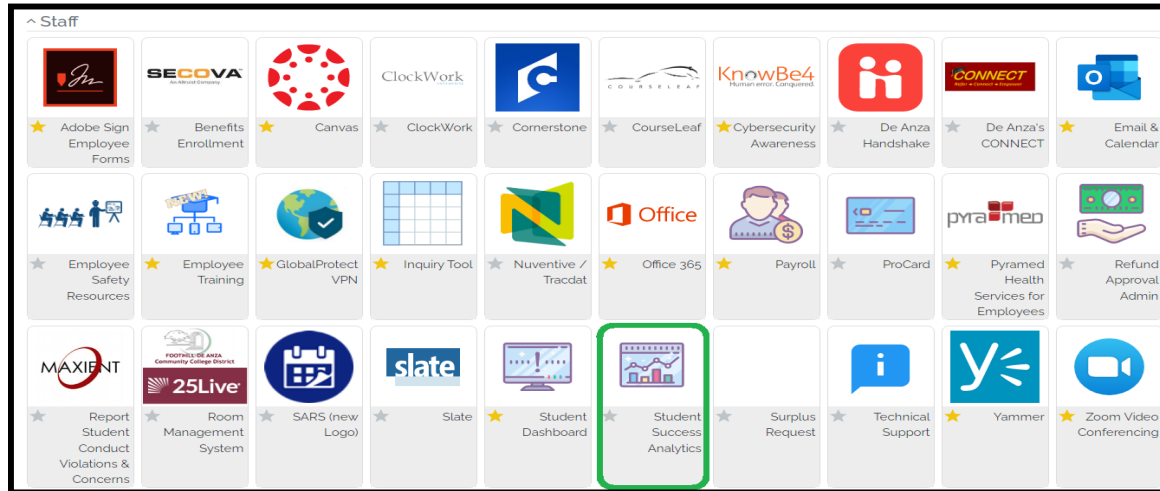 ^ Staff
SECOVA
An Alliant Company
ClockWork
COURSELEAF
KnowBe4
Human error. Conquered.
CONNECT
Adobe Sign
Employee
Forms
Benefits
Enrollment
Canvas
ClockWork
Cornerstone
CourseLeaf
Cybersecurity
Awareness
De Anza
Handshake
De Anza's
CONNECT
Email &
Calendar
NEW!
Office
pyramed
Employee
Safety
Resources
Employee
Training
GlobalProtect
VPN
Inquiry Tool
Nuventive /
Tracdat
Office 365
Payroll
ProCard
Pyramed
Health
Services for
Employees
Refund
Approval
Admin
MAXIENT
FOOTHILL-DE ANZA
Community College District
25Live
slate
Report
Student
Conduct
Violations &
Concerns
Room
Management
System
SARS (new
Logo)
Slate
Student
Dashboard
Student
Success
Analytics
Surplus
Request
Technical
Support
Yammer
Zoom Video
Conferencing